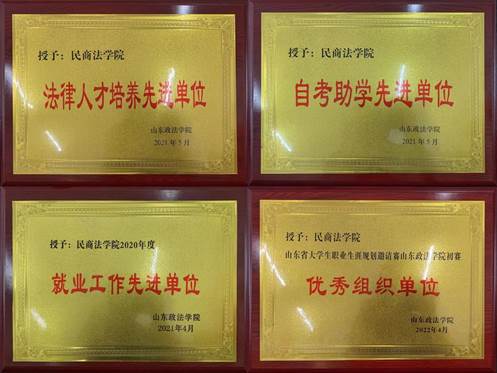 授予：民商法学院
法律人才培养先进单位
山东政法学院
2021年5月
授予：民商法学院
自考助学先进单位
山东政法学院
2021年5月
授予：民商法学院2020年度
就业工作先进单位
山东政法学院
2021年4月
授予：民商法学院
山东省大学生职业生涯规划邀请赛山东政法学院初赛
优秀组织单位
山东政法学院
2022年4月